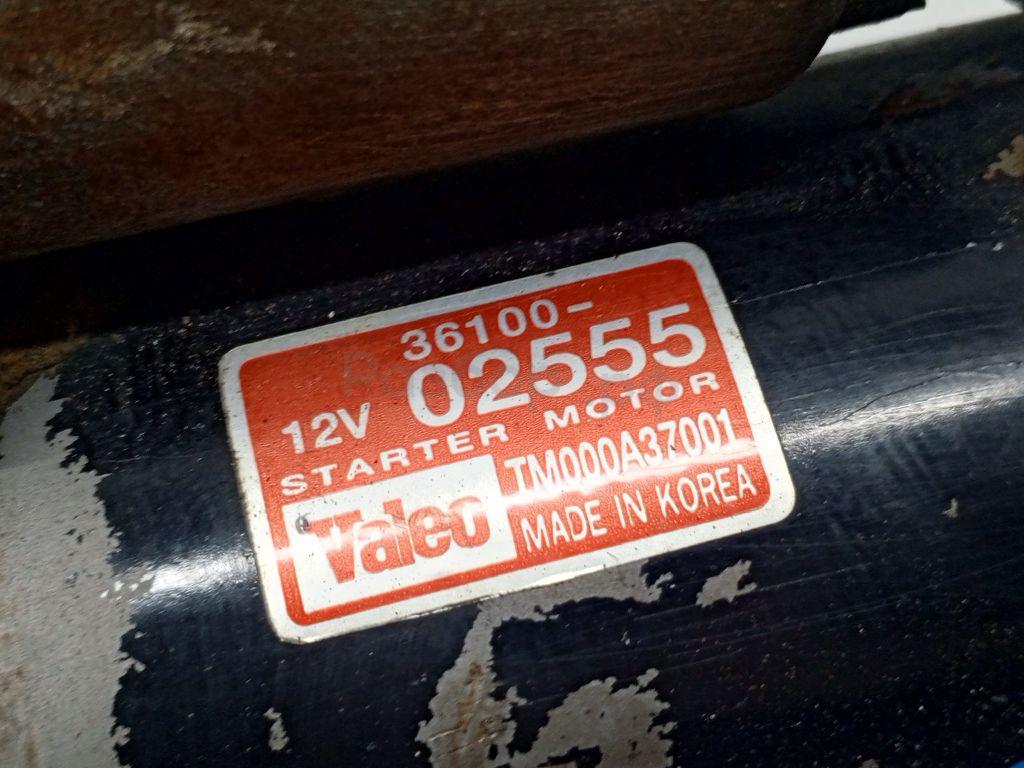 36100-
12V 02555
STARTER MOTOR
Valeo TM000A37001
MADE IN KOREA